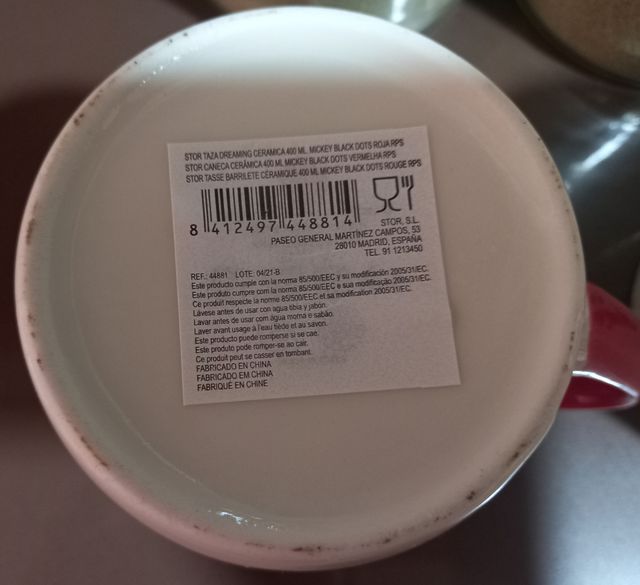 STOR TAZA DREAMING CERAMICA 400 ML. MICKEY BLACK DOTS ROJA RPS
STOR CANECA CERÂMICA 400 ML MICKEY BLACK DOTS VERMELHA RPS
STOR TASSE BARRILETE CÉRAMIQUE 400 ML MICKEY BLACK DOTS ROUGE RPS
8 412497 448814
STOR, S.L.
PASEO GENERAL MARTÍNEZ CAMPOS, 53
28010 MADRID, ESPAÑA
TEL. 91 1213450
REF.: 44881 LOTE: 04/21-B
Este producto cumple con la norma 85/500/EEC y su modificación 2005/31/EC.
Este produto cumpre com a norma 85/500/EEC e sua modificação 2005/31/EC.
Ce produit respecte la norme 85/500/EEC et sa modification 2005/31/EC.
Lávese antes de usar con agua tibia y jabón.
Lavar antes de usar com água morna e sabão.
Laver avant usage à l'eau tiède et au savon.
Este producto puede romperse si se cae.
Este produto pode romper-se ao cair.
Ce produit peut se casser en tombant.
FABRICADO EN CHINA
FABRICADO EM CHINA
FABRIQUÉ EN CHINE